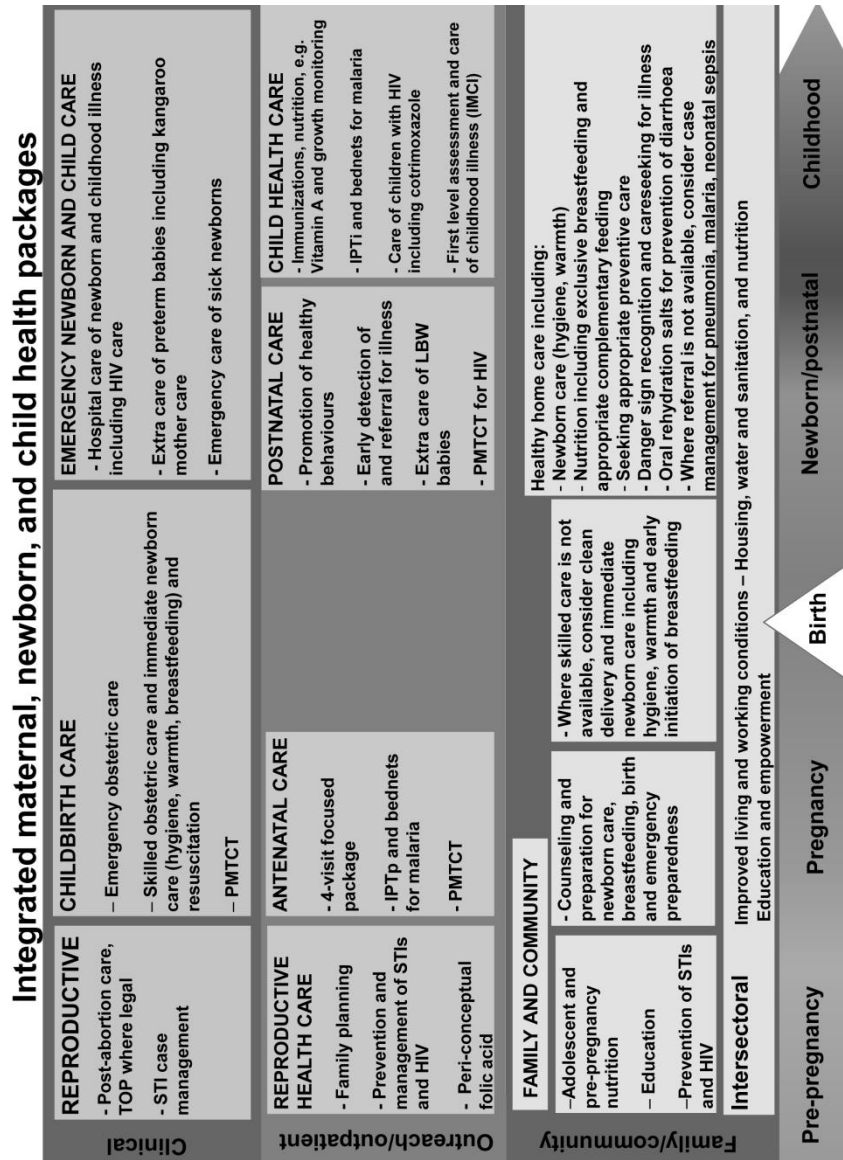 Integrated maternal, newborn, and child health packages
Clinical
REPRODUCTIVE
- Post-abortion care,
TOP where legal
- STI case
management
CHILDBIRTH CARE
– Emergency obstetric care
– Skilled obstetric care and immediate newborn
care (hygiene, warmth, breastfeeding) and
resuscitation
– PMTCT
EMERGENCY NEWBORN AND CHILD CARE
- Hospital care of newborn and childhood illness
including HIV care
- Extra care of preterm babies including kangaroo
mother care
- Emergency care of sick newborns
Outreach/outpatient
REPRODUCTIVE
HEALTH CARE
- Family planning
- Prevention and
management of STIs
and HIV
- Peri-conceptual
folic acid
ANTENATAL CARE
- 4-visit focused
package
- IPTp and bednets
for malaria
- PMTCT
POSTNATAL CARE
- Promotion of healthy
behaviours
- Early detection of
and referral for illness
- Extra care of LBW
babies
- PMTCT for HIV
CHILD HEALTH CARE
- Immunizations, nutrition, e.g.
Vitamin A and growth monitoring
- IPTi and bednets for malaria
- Care of children with HIV
including cotrimoxazole
- First level assessment and care
of childhood illness (IMCI)
Family/community
FAMILY AND COMMUNITY
–Adolescent and
pre-pregnancy
nutrition
– Education
–Prevention of STIs
and HIV
- Counseling and
preparation for
newborn care,
breastfeeding, birth
and emergency
preparedness
- Where skilled care is not
available, consider clean
delivery and immediate
newborn care including
hygiene, warmth and early
initiation of breastfeeding
Healthy home care including:
- Newborn care (hygiene, warmth)
- Nutrition including exclusive breastfeeding and
appropriate complementary feeding
- Seeking appropriate preventive care
- Danger sign recognition and careseeking for illness
- Oral rehydration salts for prevention of diarrhoea
- Where referral is not available, consider case
management for pneumonia, malaria, neonatal sepsis
Intersectoral
Improved living and working conditions – Housing, water and sanitation, and nutrition
Education and empowerment
Pre-pregnancy
Pregnancy
Birth
Newborn/postnatal
Childhood